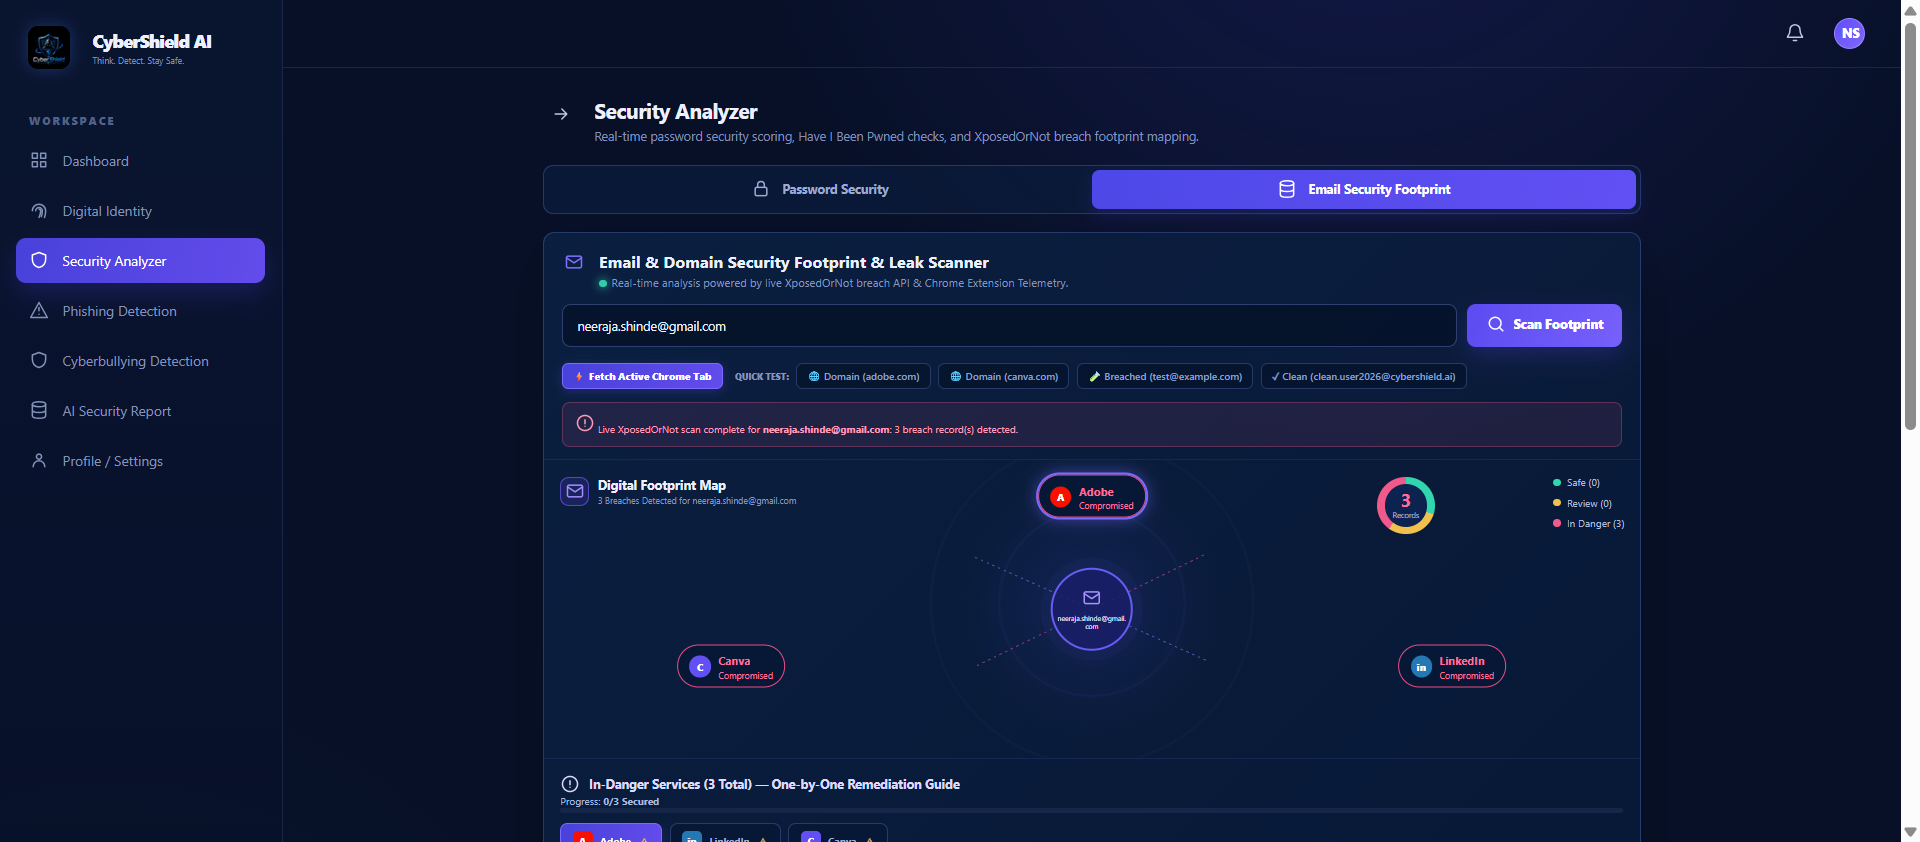 CyberShield AI
Think. Detect. Stay Safe.
NS
WORKSPACE
Dashboard
Digital Identity
Security Analyzer
Phishing Detection
Cyberbullying Detection
AI Security Report
Profile / Settings
Security Analyzer
Real-time password security scoring, Have I Been Pwned checks, and XposedOrNot breach footprint mapping.
Password Security
Email Security Footprint
Email & Domain Security Footprint & Leak Scanner
Real-time analysis powered by live XposedOrNot breach API & Chrome Extension Telemetry.
neeraja.shinde@gmail.com
Scan Footprint
Fetch Active Chrome Tab
QUICK TEST:
Domain (adobe.com)
Domain (canva.com)
Breached (test@example.com)
✓ Clean (clean.user2026@cybershield.ai)
Live XposedOrNot scan complete for neeraja.shinde@gmail.com: 3 breach record(s) detected.
Digital Footprint Map
3 Breaches Detected for neeraja.shinde@gmail.com
A
Adobe
Compromised
3
Records
Safe (0)
Review (0)
In Danger (3)
neeraja.shinde@gmail.
com
C
Canva
Compromised
in
LinkedIn
Compromised
In-Danger Services (3 Total) — One-by-One Remediation Guide
Progress: 0/3 Secured
A Adobe
in LinkedIn
C Canva